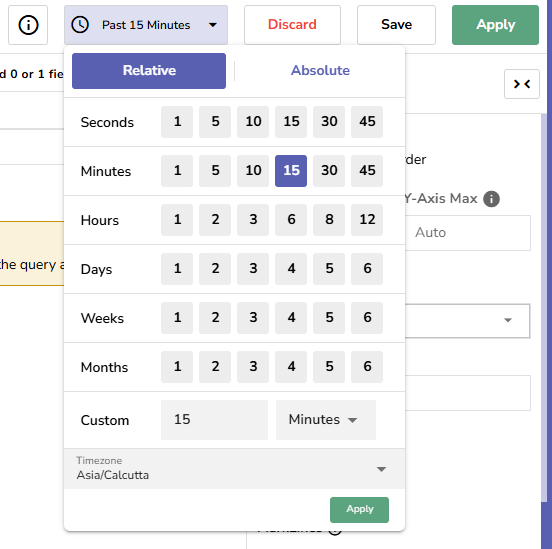 Past 15 Minutes
Discard
Save
Apply
d 0 or 1 fie
Relative
Absolute
Seconds 1 5 10 15 30 45
rder
Minutes 1 5 10 15 30 45
Y-Axis Max
Hours 1 2 3 6 8 12
Auto
the query a
Days 1 2 3 4 5 6
Weeks 1 2 3 4 5 6
Months 1 2 3 4 5 6
Custom 15 Minutes
Timezone
Asia/Calcutta
Apply